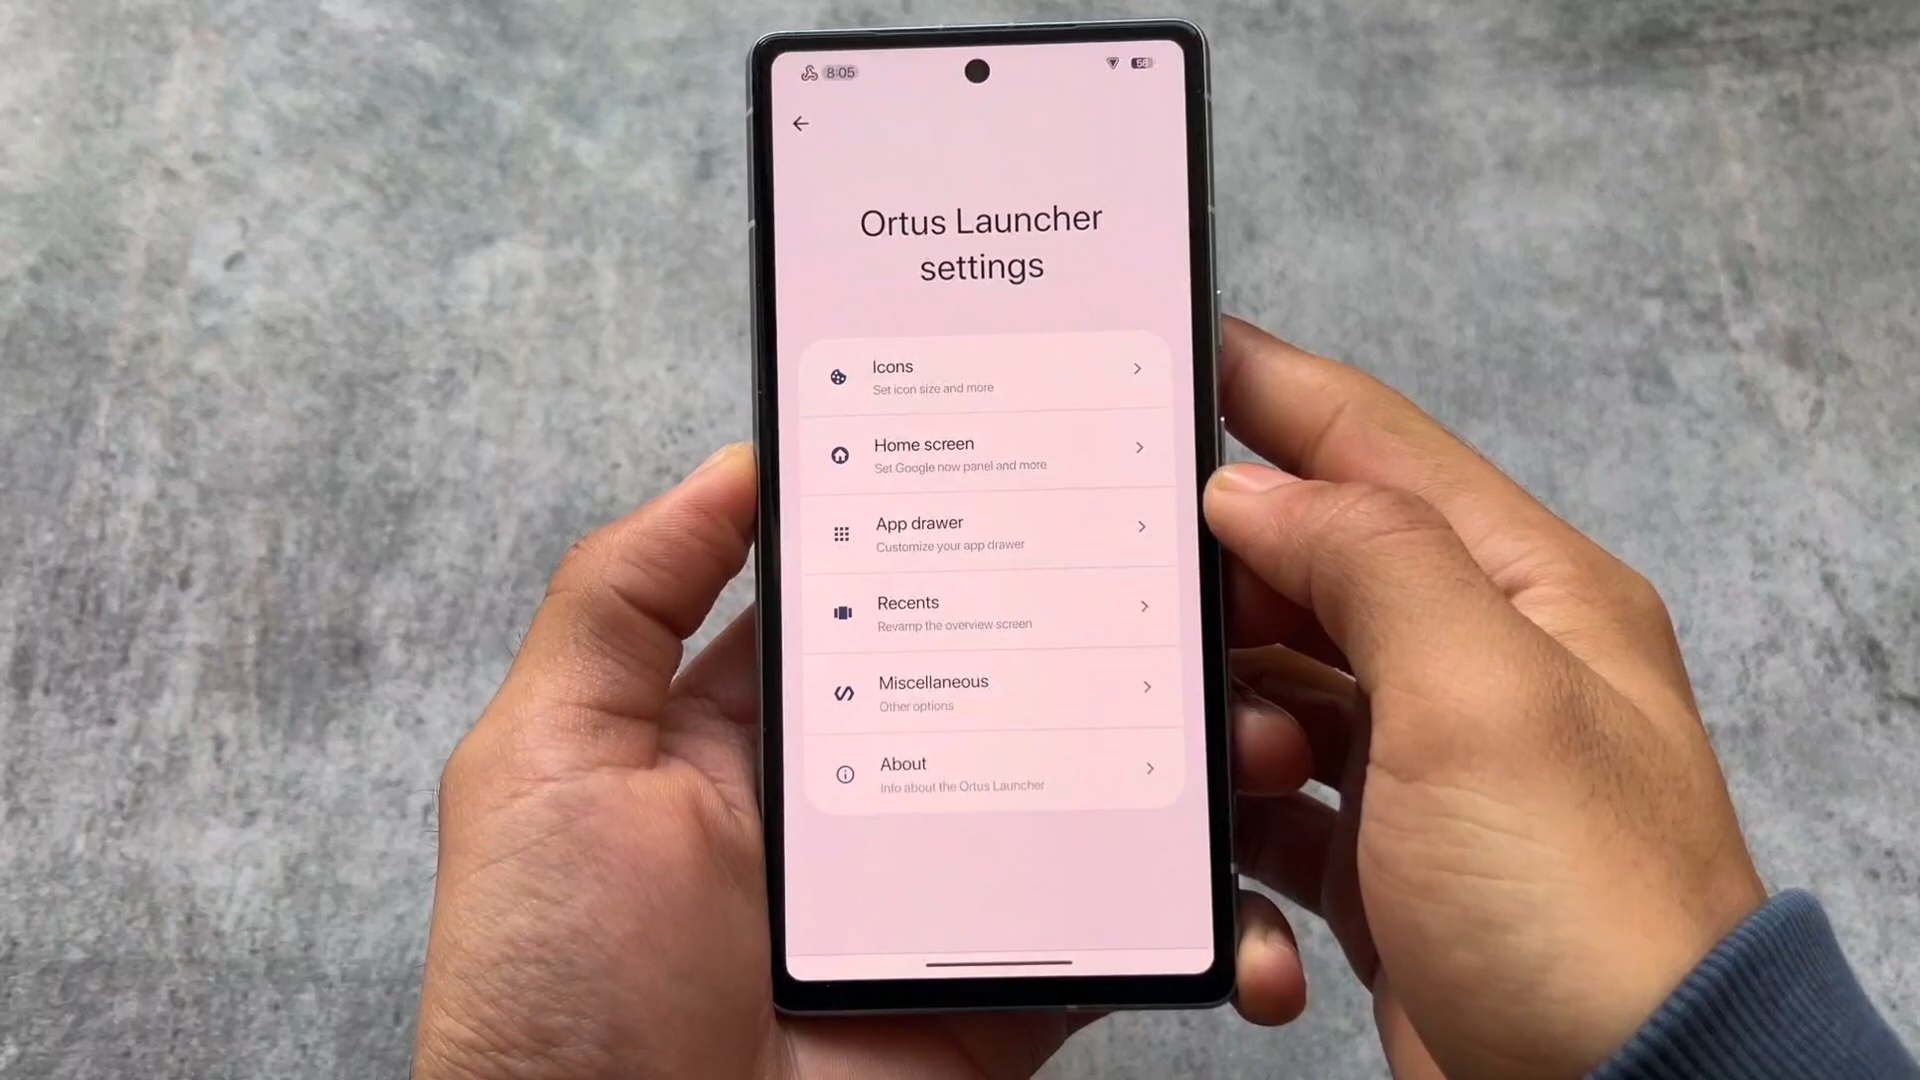 8:05
56
Ortus Launcher
settings
Icons
Set icon size and more
Home screen
Set Google now panel and more
App drawer
Customize your app drawer
Recents
Revamp the overview screen
Miscellaneous
Other options
About
Info about the Ortus Launcher